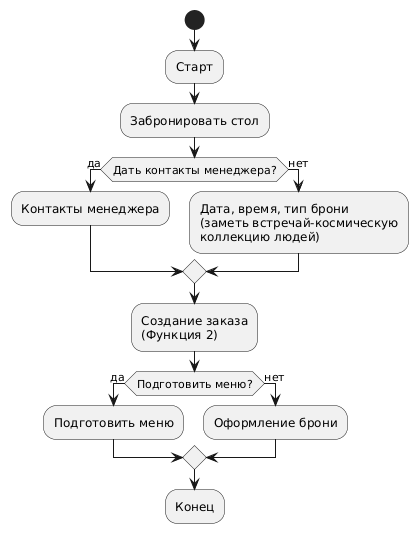 Старт
Забронировать стол
да
Дать контакты менеджера?
нет
Контакты менеджера
Дата, время, тип брони
(заметь встречай-космическую
коллекцию людей)
Создание заказа
(Функция 2)
да
Подготовить меню?
нет
Подготовить меню
Оформление брони
Конец